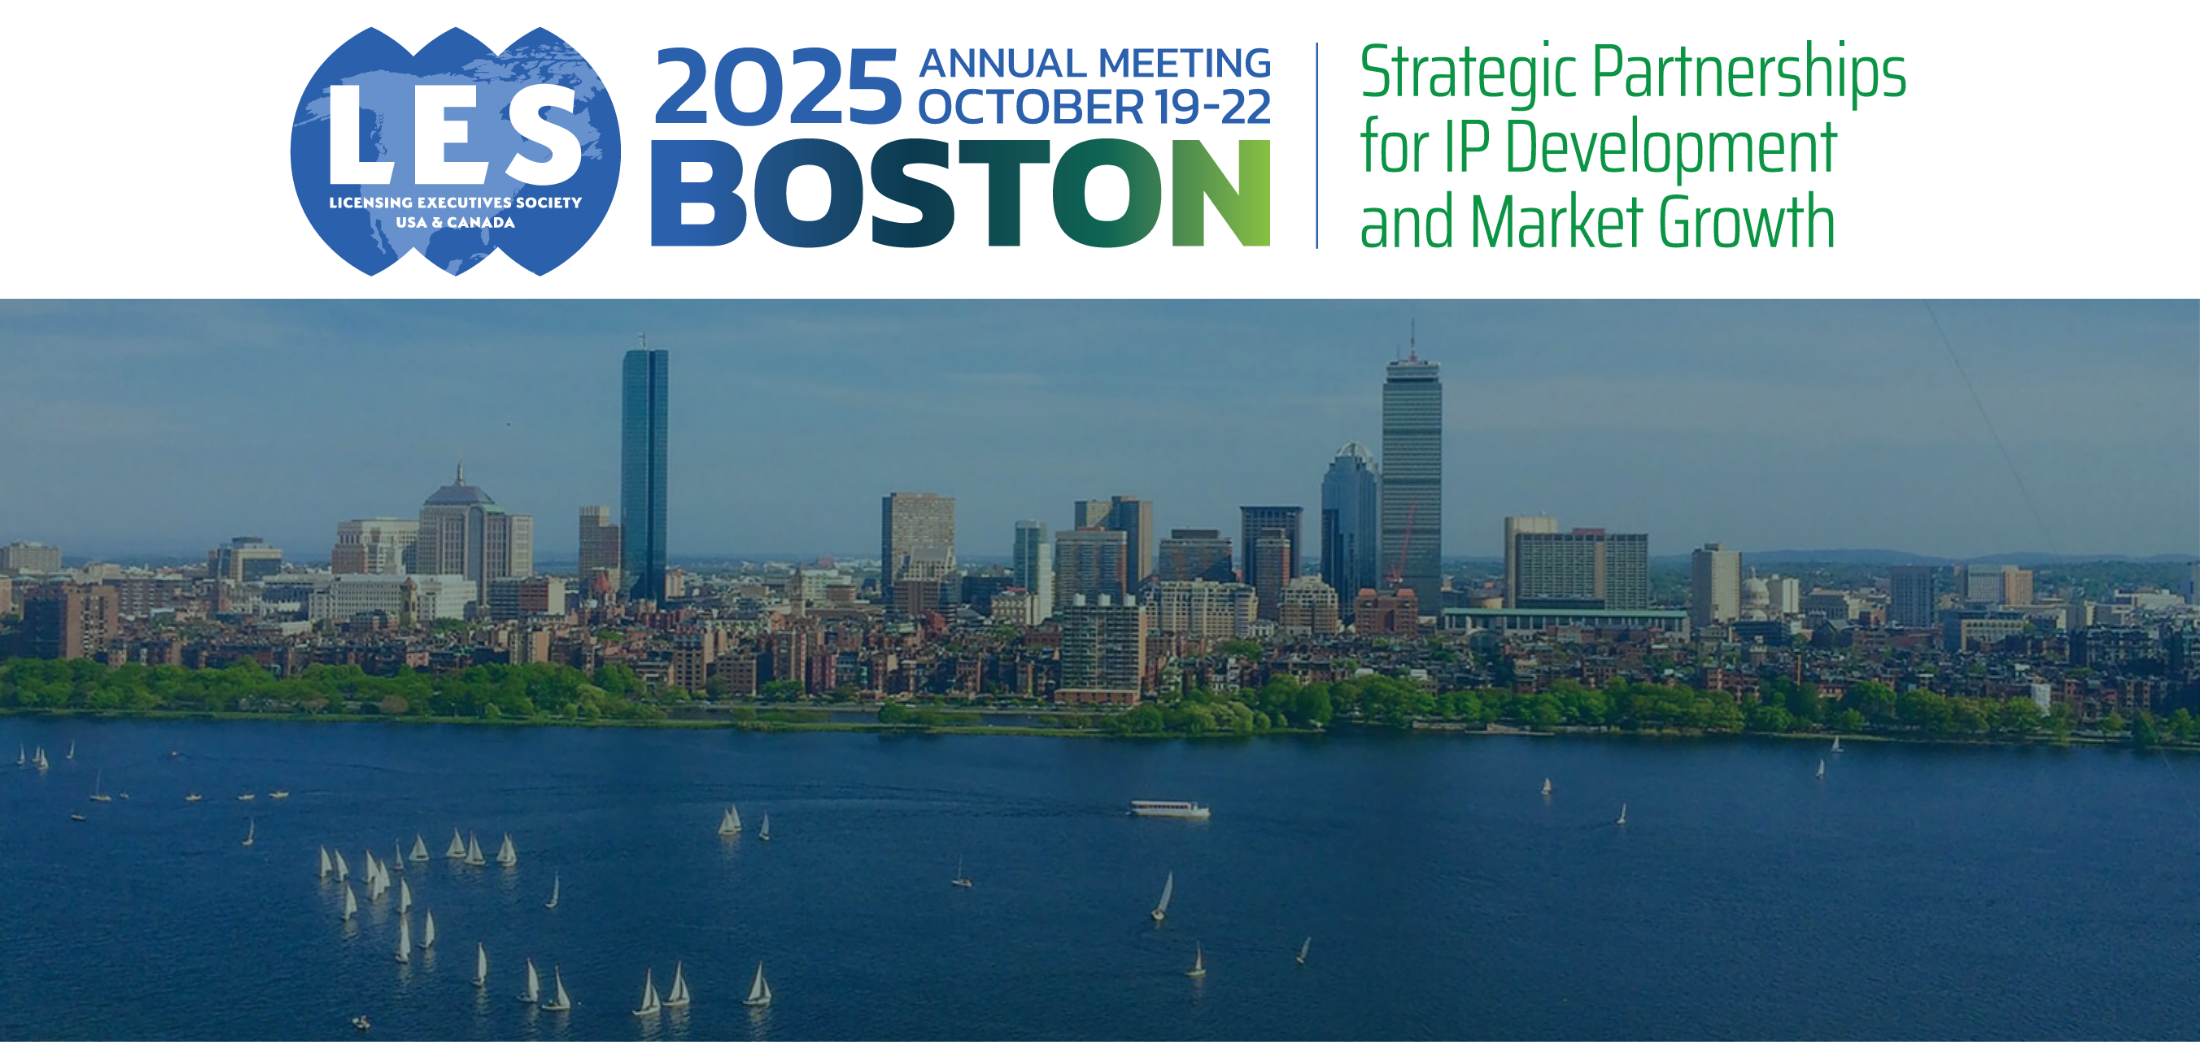 LES
LICENSING EXECUTIVES SOCIETY
USA & CANADA
2025
ANNUAL MEETING
OCTOBER 19-22
BOSTON
Strategic Partnerships
for IP Development
and Market Growth